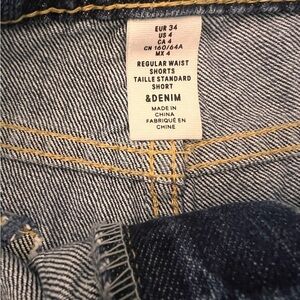 EUR 34
US 4
CA 4
CN 160/64A
MX 4
REGULAR WAIST
SHORTS
TAILLE STANDARD
SHORT
&DENIM
MADE IN
CHINA
FABRIQUÉ EN
CHINE